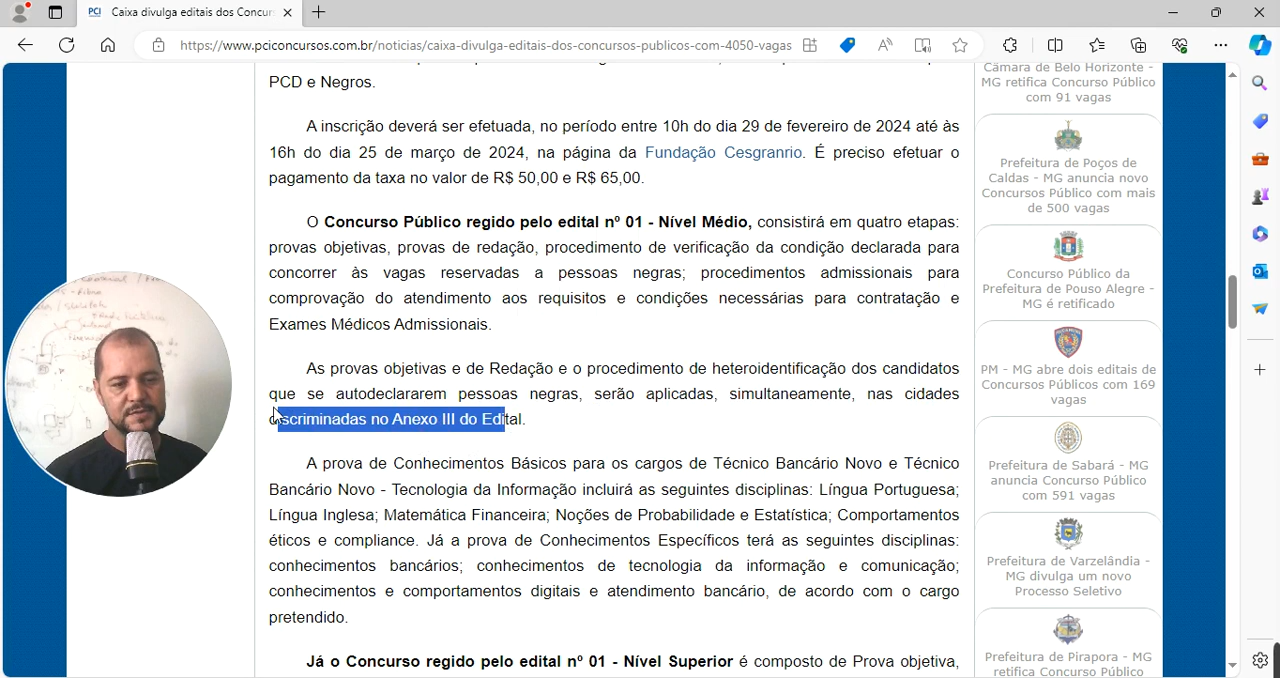 PCI Caixa divulga editais dos Concur
https://www.pciconcursos.com.br/noticias/caixa-divulga-editais-dos-concursos-publicos-com-4050-vagas
PCD e Negros.
A inscrição deverá ser efetuada, no período entre 10h do dia 29 de fevereiro de 2024 até às
16h do dia 25 de março de 2024, na página da Fundação Cesgranrio. É preciso efetuar o
pagamento da taxa no valor de R$ 50,00 e R$ 65,00.
O Concurso Público regido pelo edital nº 01 - Nível Médio, consistirá em quatro etapas:
provas objetivas, provas de redação, procedimento de verificação da condição declarada para
concorrer às vagas reservadas a pessoas negras; procedimentos admissionais para
comprovação do atendimento aos requisitos e condições necessárias para contratação e
Exames Médicos Admissionais.
As provas objetivas e de Redação e o procedimento de heteroidentificação dos candidatos
que se autodeclararem pessoas negras, serão aplicadas, simultaneamente, nas cidades
discriminadas no Anexo III do Edital.
A prova de Conhecimentos Básicos para os cargos de Técnico Bancário Novo e Técnico
Bancário Novo - Tecnologia da Informação incluirá as seguintes disciplinas: Língua Portuguesa;
Língua Inglesa; Matemática Financeira; Noções de Probabilidade e Estatística; Comportamentos
éticos e compliance. Já a prova de Conhecimentos Específicos terá as seguintes disciplinas:
conhecimentos bancários; conhecimentos de tecnologia da informação e comunicação;
conhecimentos e comportamentos digitais e atendimento bancário, de acordo com o cargo
pretendido.
Já o Concurso regido pelo edital nº 01 - Nível Superior é composto de Prova objetiva,
Câmara de Belo Horizonte -
MG retifica Concurso Público
com 91 vagas
Prefeitura de Poços de
Caldas - MG anuncia novo
Concursos Público com mais
de 500 vagas
Concurso Público da
Prefeitura de Pouso Alegre -
MG é retificado
PM - MG abre dois editais de
Concursos Públicos com 169
vagas
Prefeitura de Sabará - MG
anuncia Concurso Público
com 591 vagas
Prefeitura de Varzelândia -
MG divulga um novo
Processo Seletivo
Prefeitura de Pirapora - MG
retifica Concurso Público